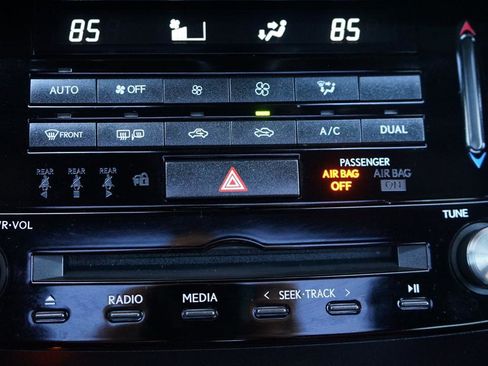 85 85
AUTO OFF
FRONT A/C DUAL
REAR REAR REAR PASSENGER
AIR BAG AIR BAG
OFF ON
R·VOL TUNE
RADIO MEDIA < SEEK·TRACK >